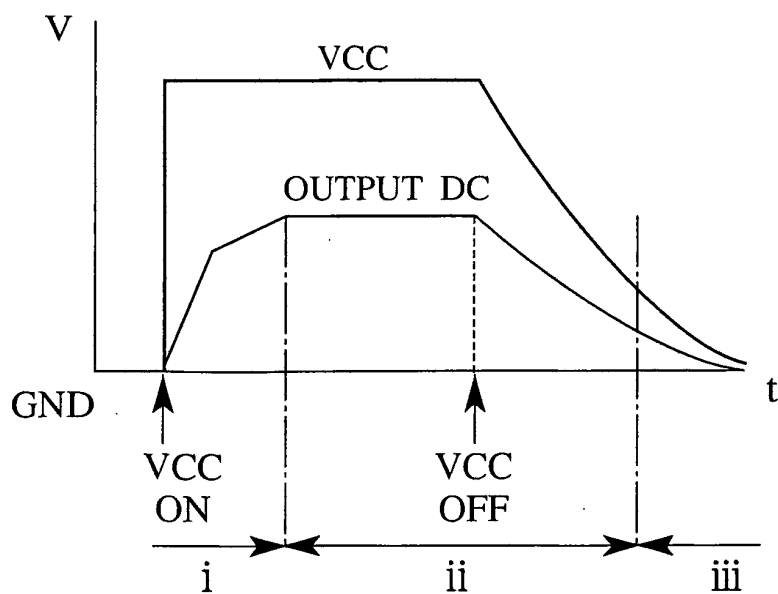 V
VCC
OUTPUT DC
GND
t
VCC
ON
VCC
OFF
i
ii
iii